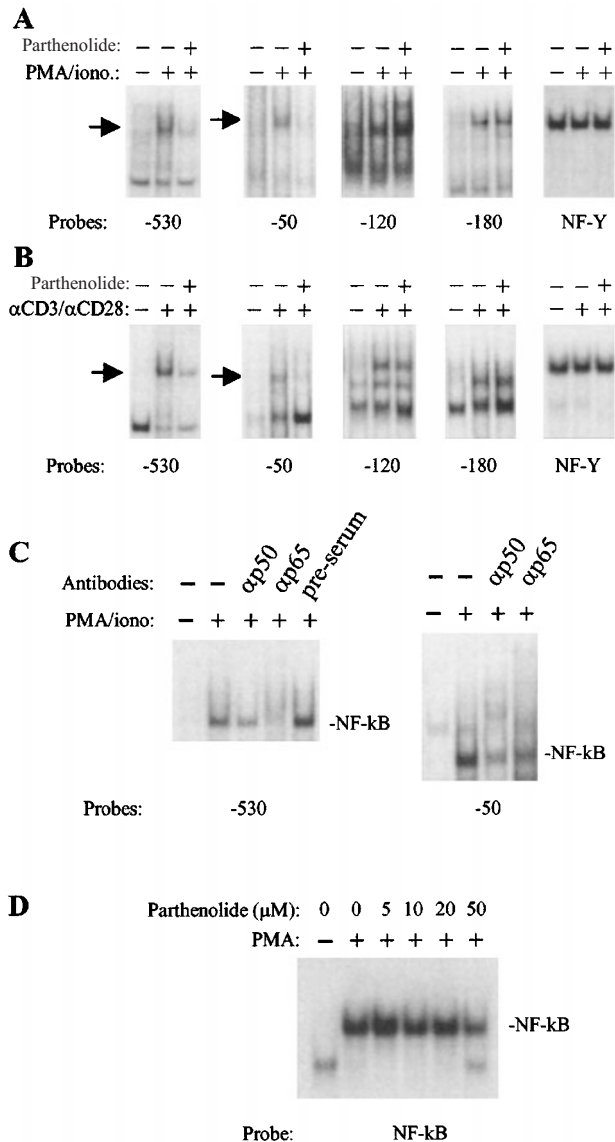 A
Parthenolide: – – + – – + – – + – – + – – +
PMA/iono.: – + + – + + – + + – + + – + +
Probes: -530 -50 -120 -180 NF-Y
B
Parthenolide: – – + – – + – – + – – + – – +
αCD3/αCD28: – + + – + + – + + – + + – + +
Probes: -530 -50 -120 -180 NF-Y
C
Antibodies: – – αp50 αp65 pre-serum – – αp50 αp65
PMA/iono: – + + + + – + + +
-NF-kB
-NF-kB
Probes: -530 -50
D
Parthenolide (μM): 0 0 5 10 20 50
PMA: – + + + + +
-NF-kB
Probe: NF-kB